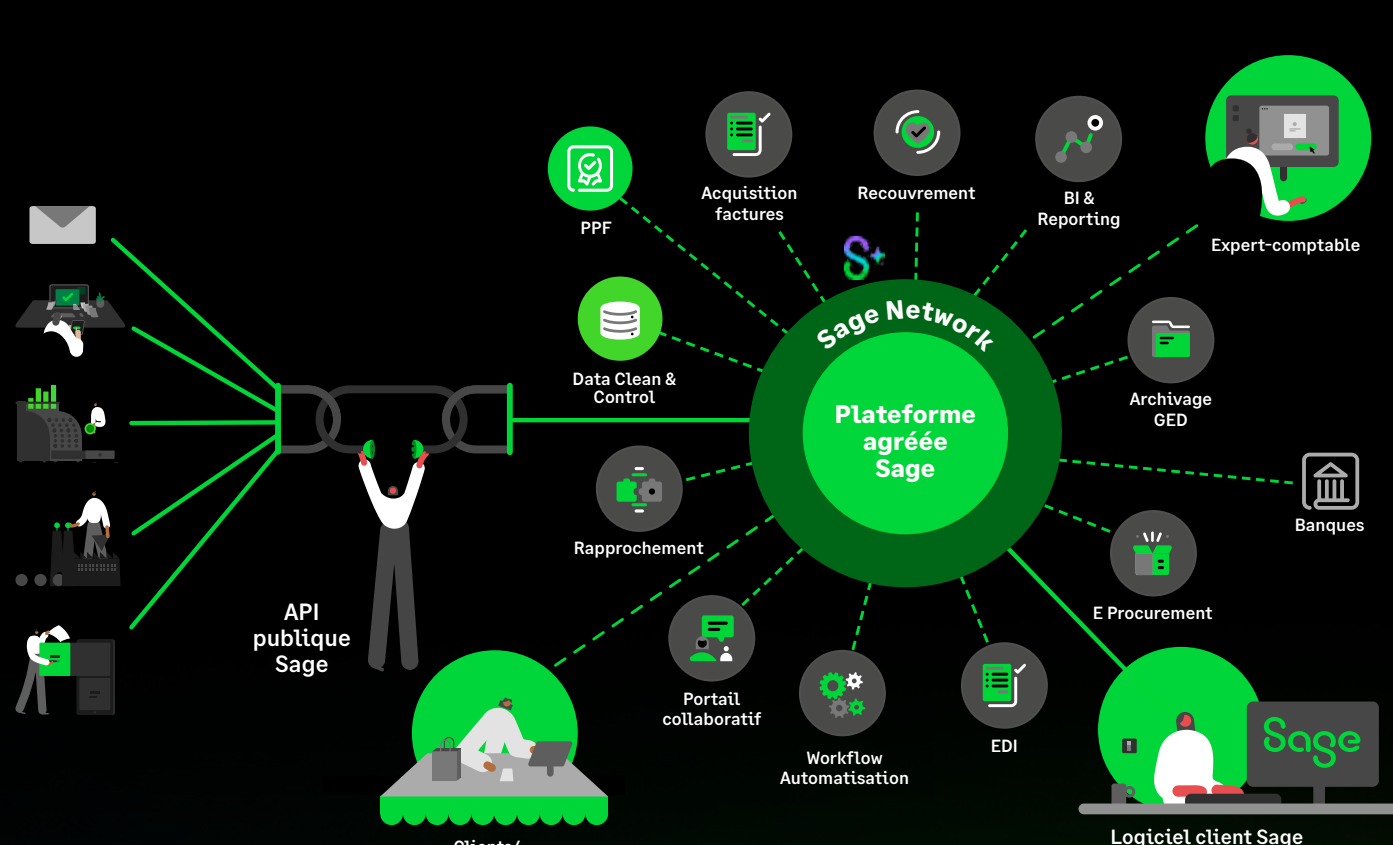 PPF
Acquisition
factures
Recouvrement
BI &
Reporting
Expert-comptable
Data Clean &
Control
Sage Network
Plateforme
agréée
Sage
Archivage
GED
Rapprochement
Banques
E Procurement
API
publique
Sage
Portail
collaboratif
Workflow
Automatisation
EDI
Sage
Clients/
Logiciel client Sage